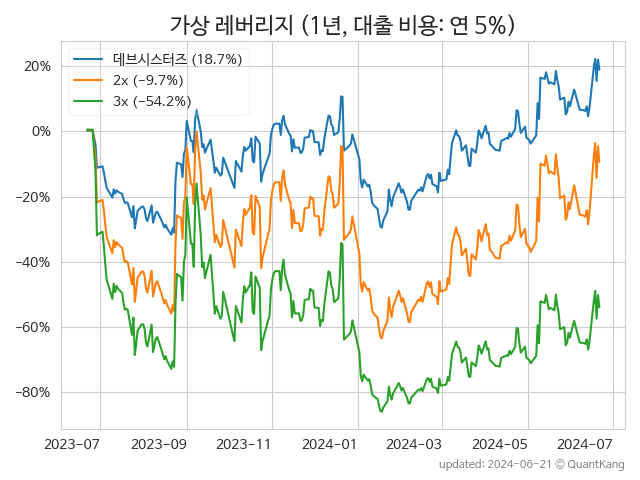 가상 레버리지 (1년, 대출 비용: 연 5%)
데브시스터즈 (18.7%)
2x (−9.7%)
3x (−54.2%)
20%
0%
−20%
−40%
−60%
−80%
2023-07 2023-09 2023-11 2024-01 2024-03 2024-05 2024-07
updated: 2024-06-21 © QuantKang